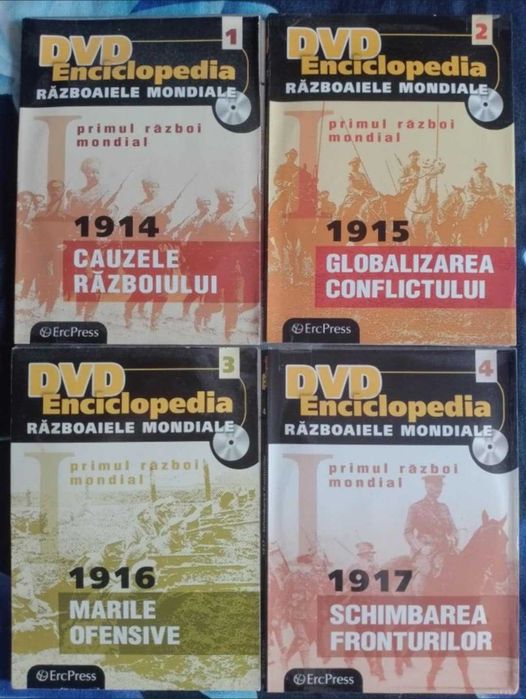 1
DVD
Enciclopedia
RĂZBOAIELE MONDIALE
I
primul război
mondial
1914
CAUZELE
RĂZBOIULUI
ErcPress
2
DVD
Enciclopedia
RĂZBOAIELE MONDIALE
I
primul război
mondial
1915
GLOBALIZAREA
CONFLICTULUI
ErcPress
3
DVD
Enciclopedia
RĂZBOAIELE MONDIALE
I
primul război
mondial
1916
MARILE
OFENSIVE
ErcPress
4
DVD
Enciclopedia
RĂZBOAIELE MONDIALE
I
primul război
mondial
1917
SCHIMBAREA
FRONTURILOR
ErcPress